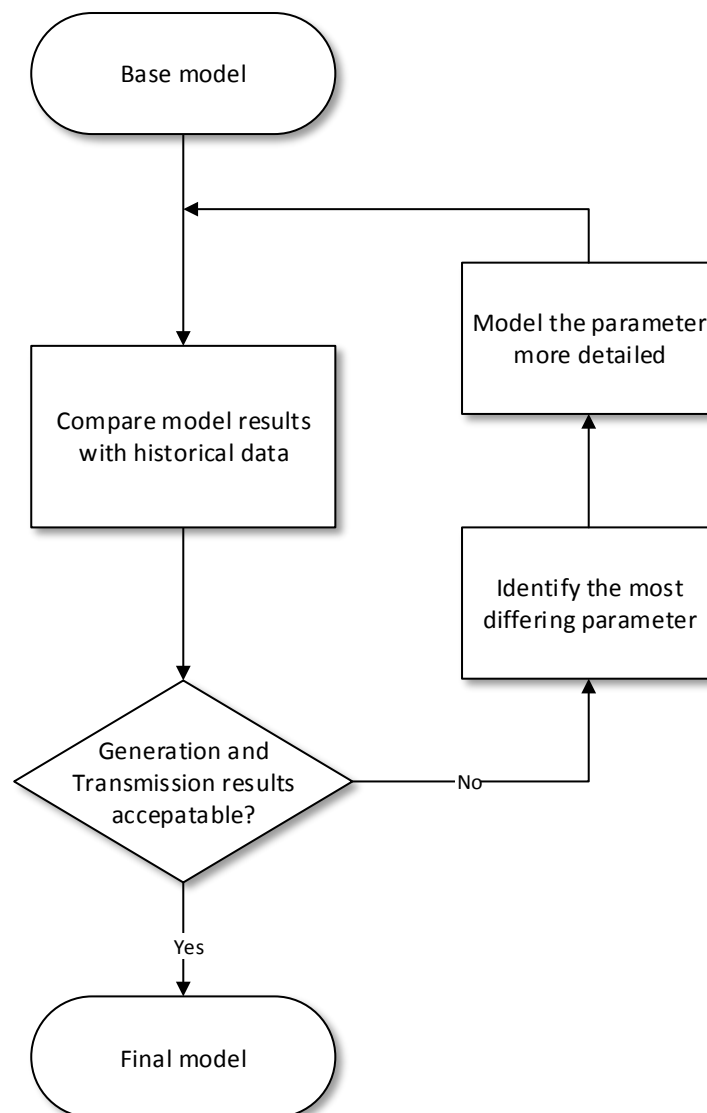 Base model
Model the parameter
more detailed
Compare model results
with historical data
Identify the most
differing parameter
Generation and
Transmission results
accepatable?
No
Yes
Final model